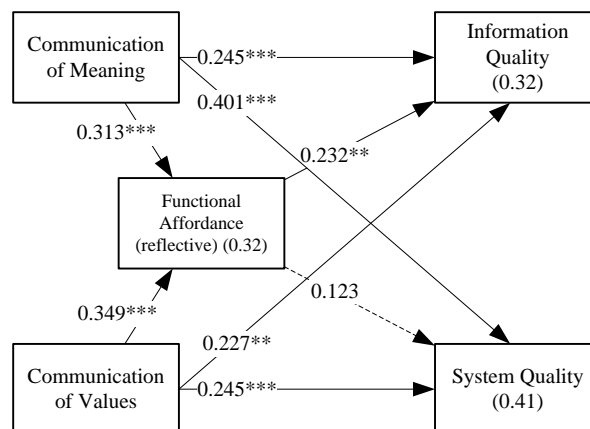 Communication
of Meaning
0.245***
Information
Quality
(0.32)
0.401***
0.313***
0.232**
Functional
Affordance
(reflective) (0.32)
0.123
0.349***
0.227**
Communication
of Values
0.245***
System Quality
(0.41)